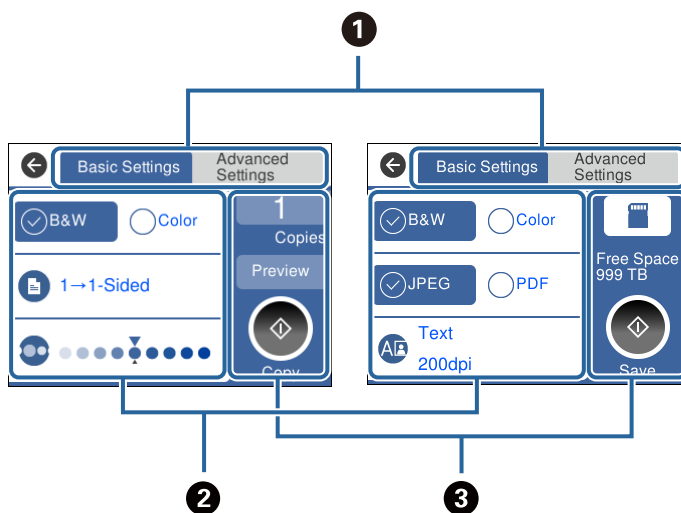 1
Basic Settings
Advanced
Settings
B&W
Color
1
Copies
1→1-Sided
Preview
Copy
Basic Settings
Advanced
Settings
B&W
Color
JPEG
PDF
Free Space
999 TB
A
Text
200dpi
Save
2
3